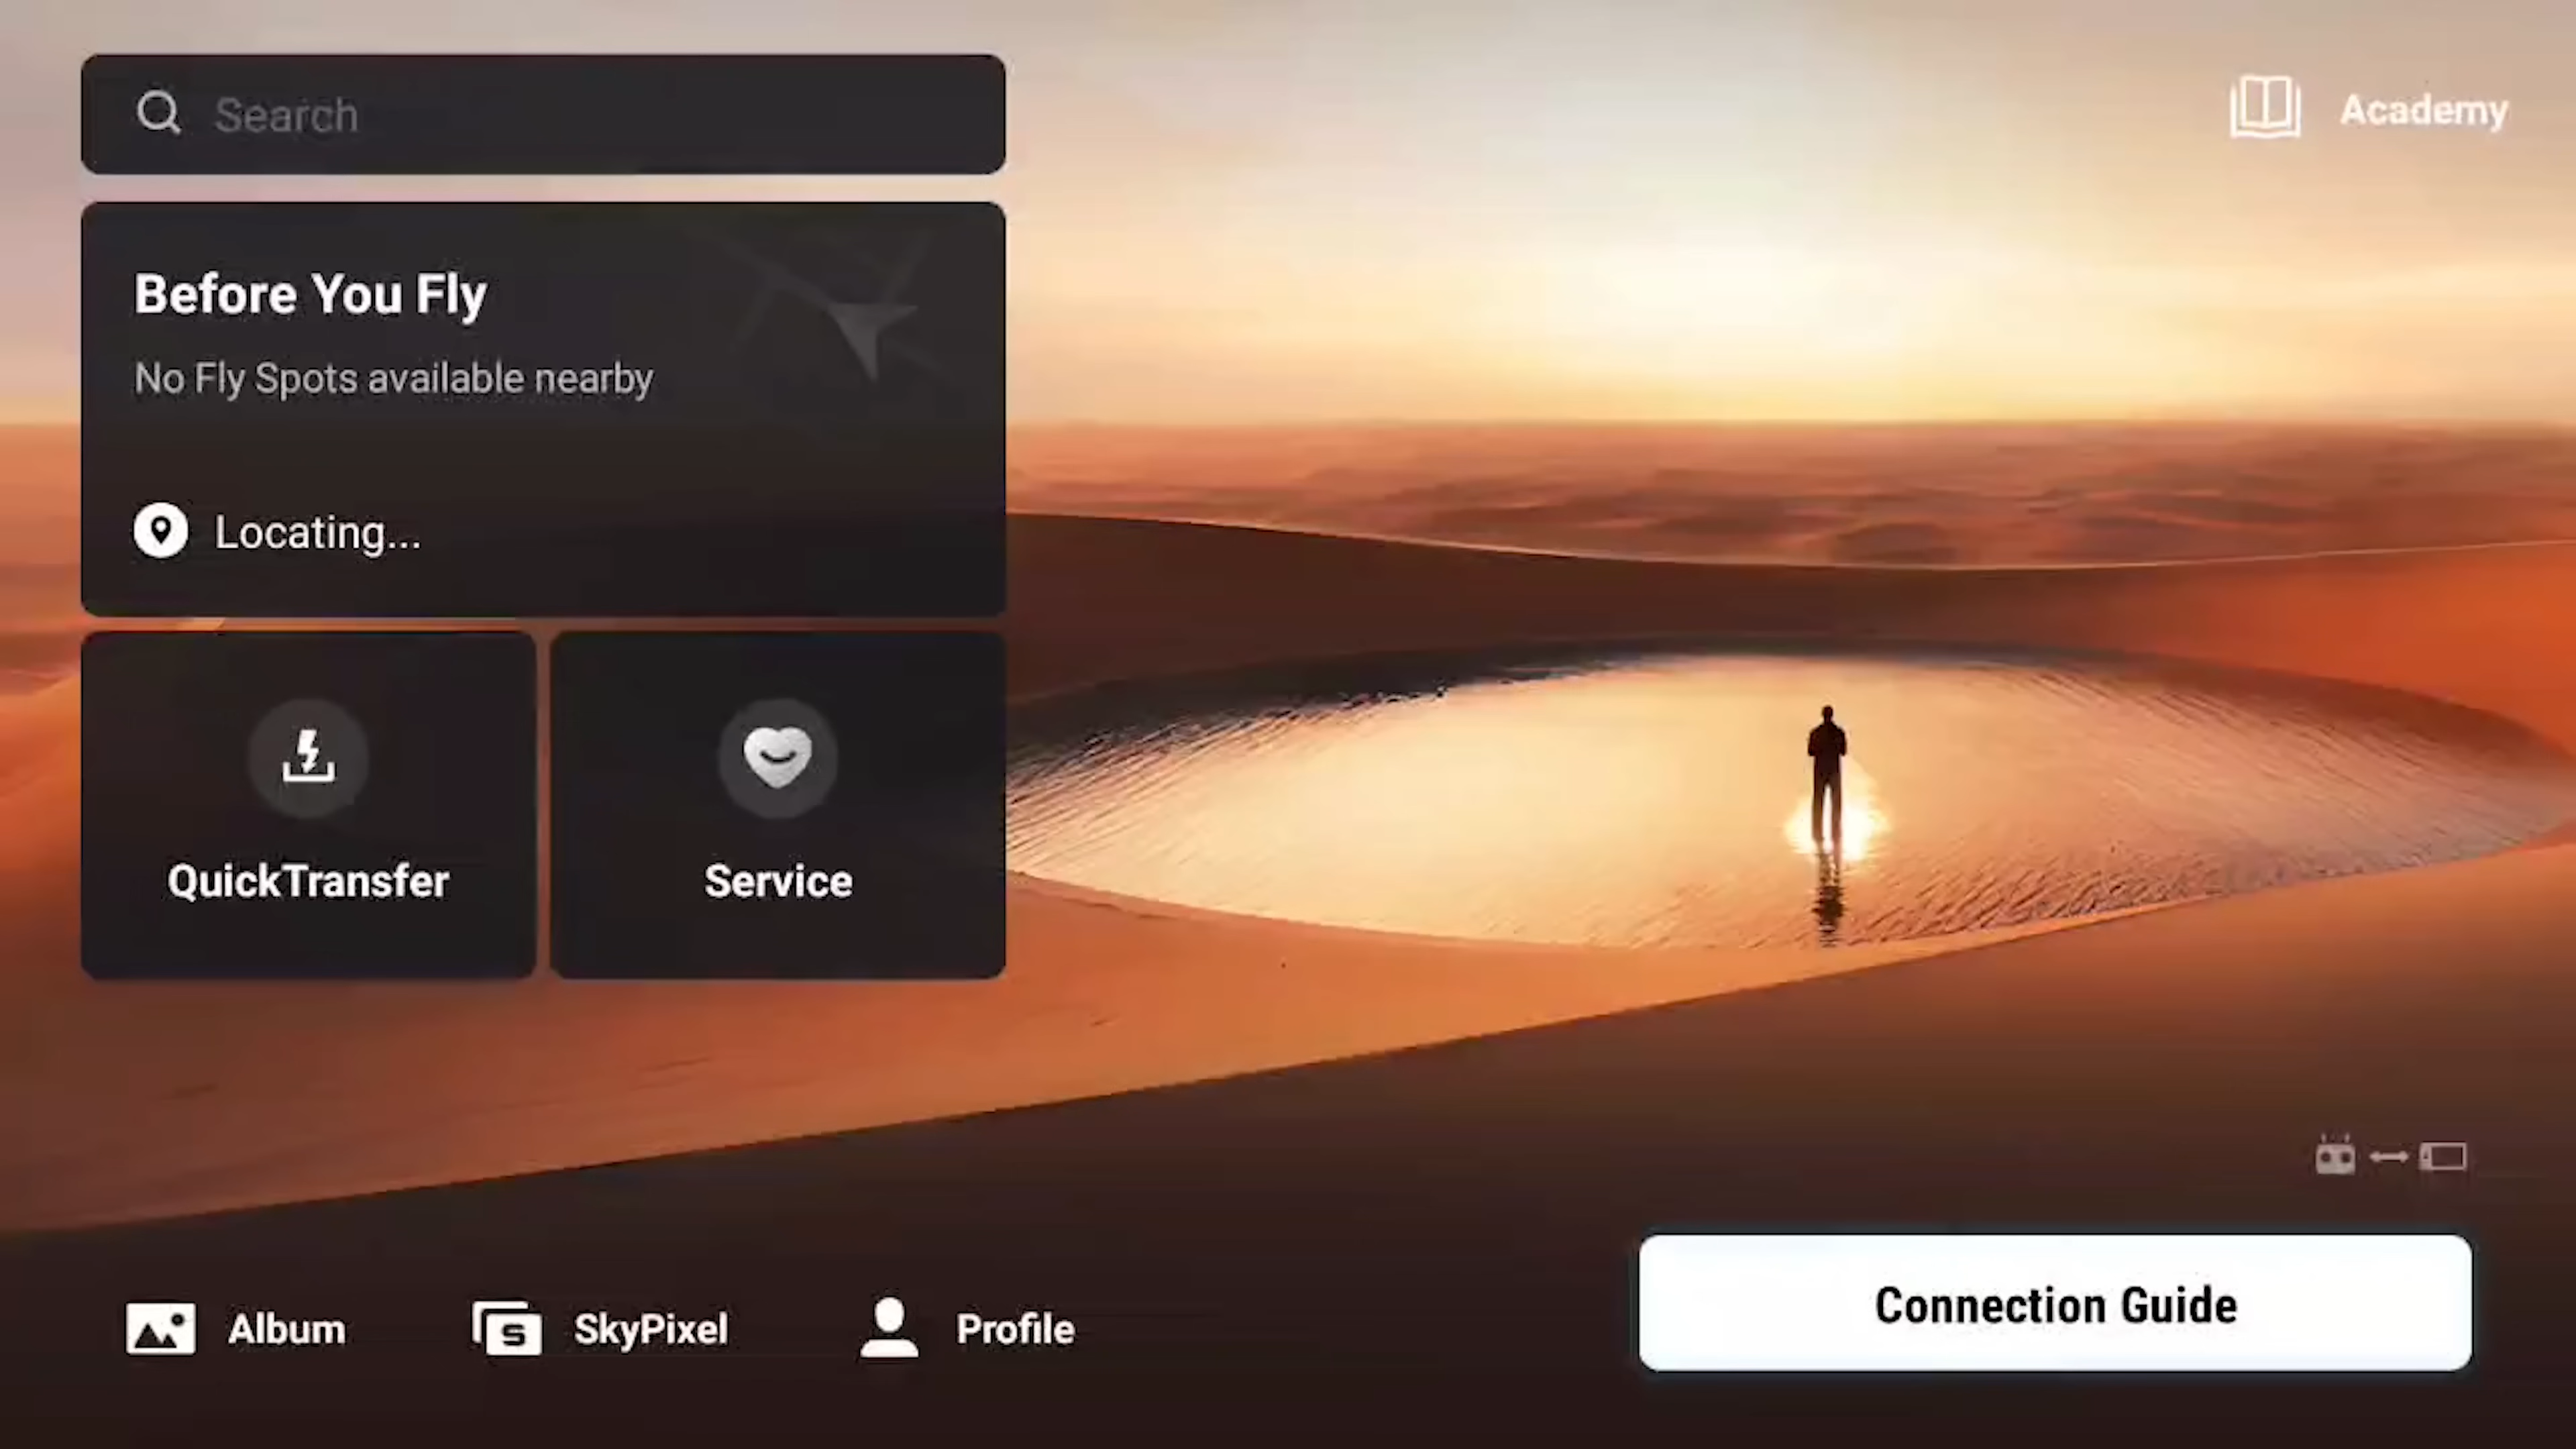 Search
Academy
Before You Fly
No Fly Spots available nearby
Locating...
QuickTransfer
Service
Album
SkyPixel
Profile
Connection Guide